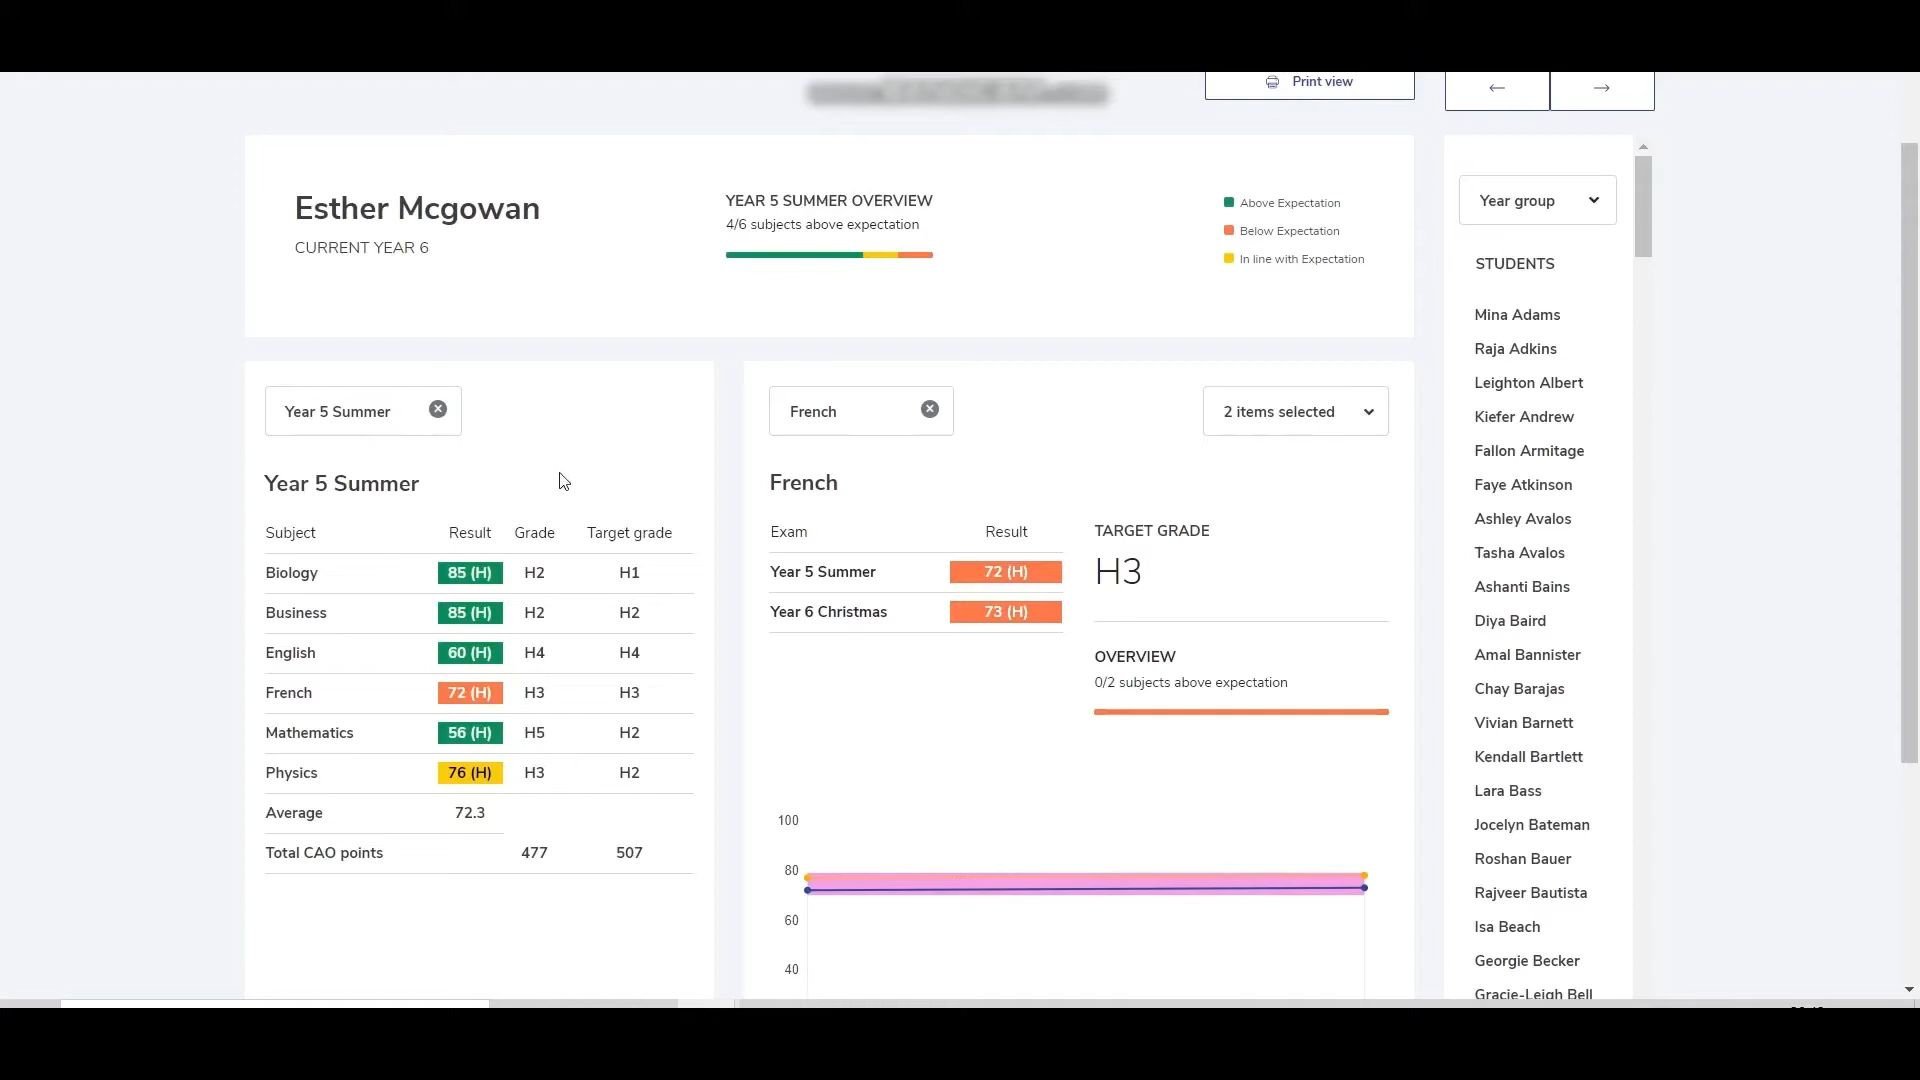 Print view
←
→
Esther Mcgowan
CURRENT YEAR 6
YEAR 5 SUMMER OVERVIEW
4/6 subjects above expectation
Above Expectation
Below Expectation
In line with Expectation
Year group
STUDENTS
Mina Adams
Raja Adkins
Leighton Albert
Kiefer Andrew
Fallon Armitage
Faye Atkinson
Ashley Avalos
Tasha Avalos
Ashanti Bains
Diya Baird
Amal Bannister
Chay Barajas
Vivian Barnett
Kendall Bartlett
Lara Bass
Jocelyn Bateman
Roshan Bauer
Rajveer Bautista
Isa Beach
Georgie Becker
Gracie-Leigh Bell
Year 5 Summer
Year 5 Summer
Subject Result Grade Target grade
Biology 85 (H) H2 H1
Business 85 (H) H2 H2
English 60 (H) H4 H4
French 72 (H) H3 H3
Mathematics 56 (H) H5 H2
Physics 76 (H) H3 H2
Average 72.3
Total CAO points 477 507
French
2 items selected
French
Exam Result
Year 5 Summer 72 (H)
Year 6 Christmas 73 (H)
TARGET GRADE
H3
OVERVIEW
0/2 subjects above expectation
100
80
60
40